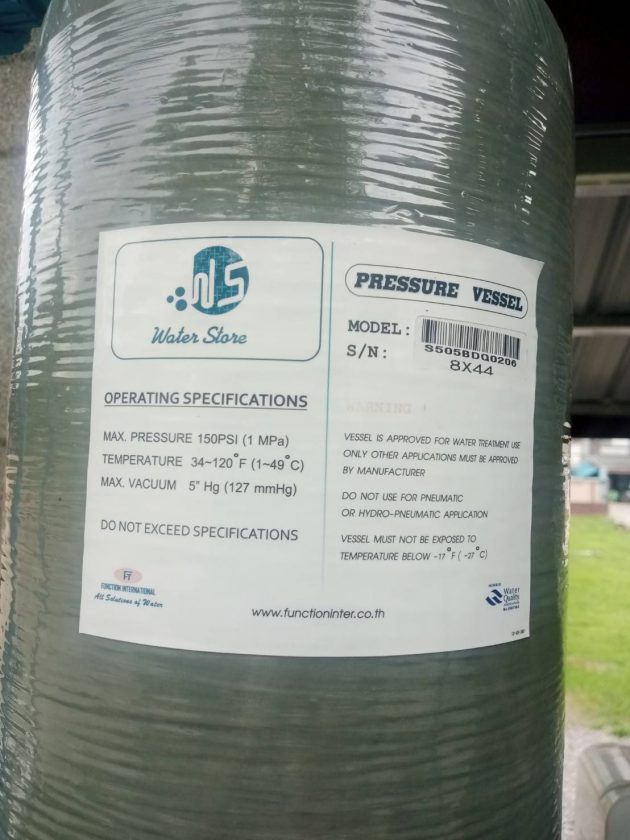 WS
Water Store
OPERATING SPECIFICATIONS
MAX. PRESSURE 150PSI (1 MPa)
TEMPERATURE 34~120°F (1~49°C)
MAX. VACUUM 5" Hg (127 mmHg)
DO NOT EXCEED SPECIFICATIONS
FUNCTION INTERNATIONAL
All Solutions of Water
PRESSURE VESSEL
MODEL:
S/N:
S505BDQ0206
8X44
WARNING !
VESSEL IS APPROVED FOR WATER TREATMENT USE
ONLY OTHER APPLICATIONS MUST BE APPROVED
BY MANUFACTURER
DO NOT USE FOR PNEUMATIC
OR HYDRO-PNEUMATIC APPLICATION
VESSEL MUST NOT BE EXPOSED TO
TEMPERATURE BELOW -17°F (-27°C)
Water
Quality
www.functioninter.co.th